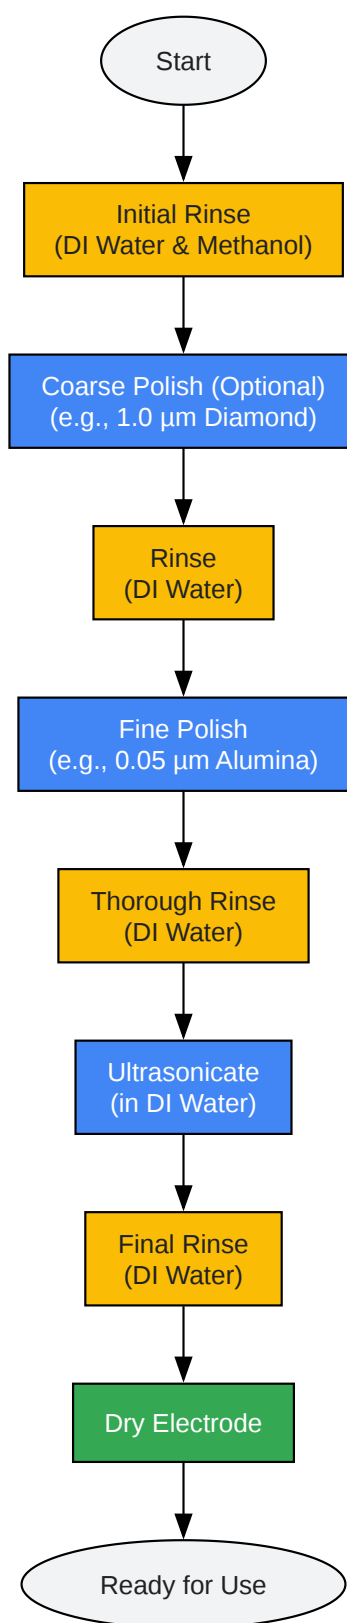 Start
Initial Rinse
(DI Water & Methanol)
Coarse Polish (Optional)
(e.g., 1.0 µm Diamond)
Rinse
(DI Water)
Fine Polish
(e.g., 0.05 µm Alumina)
Thorough Rinse
(DI Water)
Ultrasonicate
(in DI Water)
Final Rinse
(DI Water)
Dry Electrode
Ready for Use